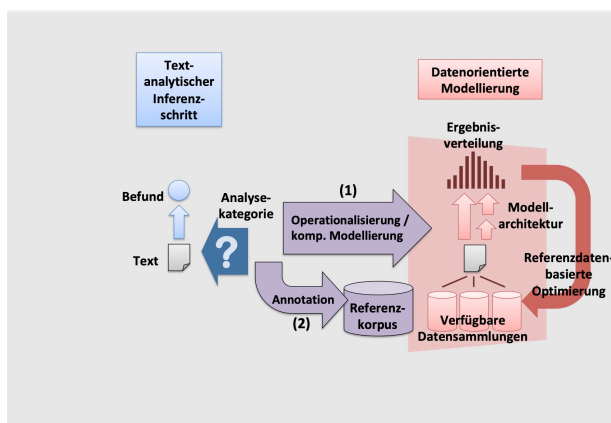 Text-
analytischer
Inferenz-
schritt
Datenorientierte
Modellierung
Ergebnis-
verteilung
Befund
Analyse-
kategorie
(1)
Operationalisierung /
komp. Modellierung
Modell-
architektur
Text
?
Referenzdaten-
basierte
Optimierung
Annotation
(2)
Referenz-
korpus
Verfügbare
Datensammlungen